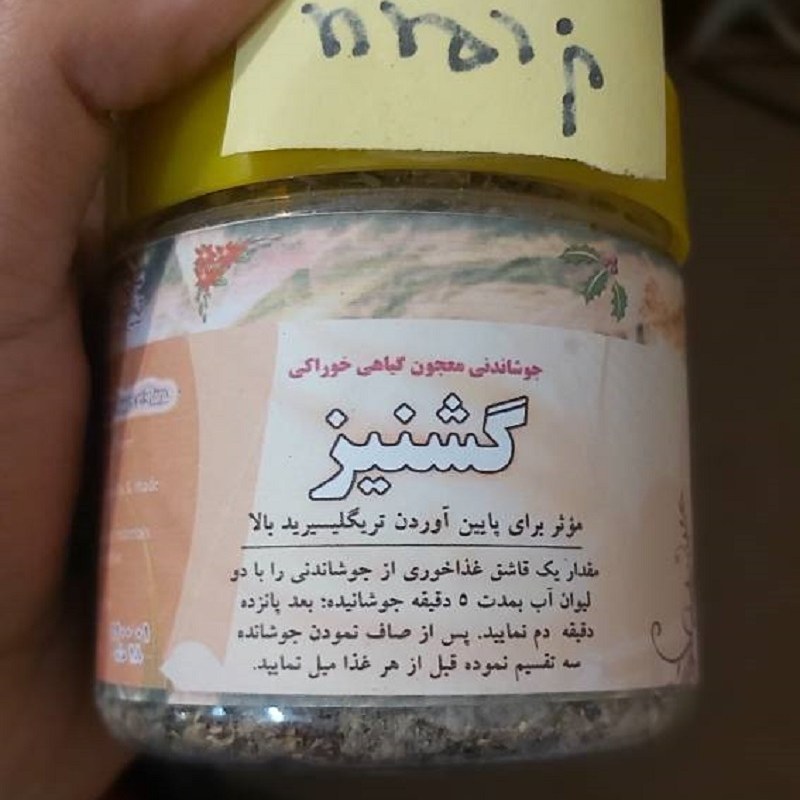 جوشاندنی معجون گیاهی خوراکی
گشنیز
مؤثر برای پایین آوردن تریگلیسیرید بالا
مقدار یک قاشق غذاخوری از جوشاندنی را با دو
لیوان آب بمدت ۵ دقیقه جوشانیده؛ بعد پانزده
دقیقه دم نمایید. پس از صاف نمودن جوشانده
سه تقسیم نموده قبل از هر غذا میل نمایید.